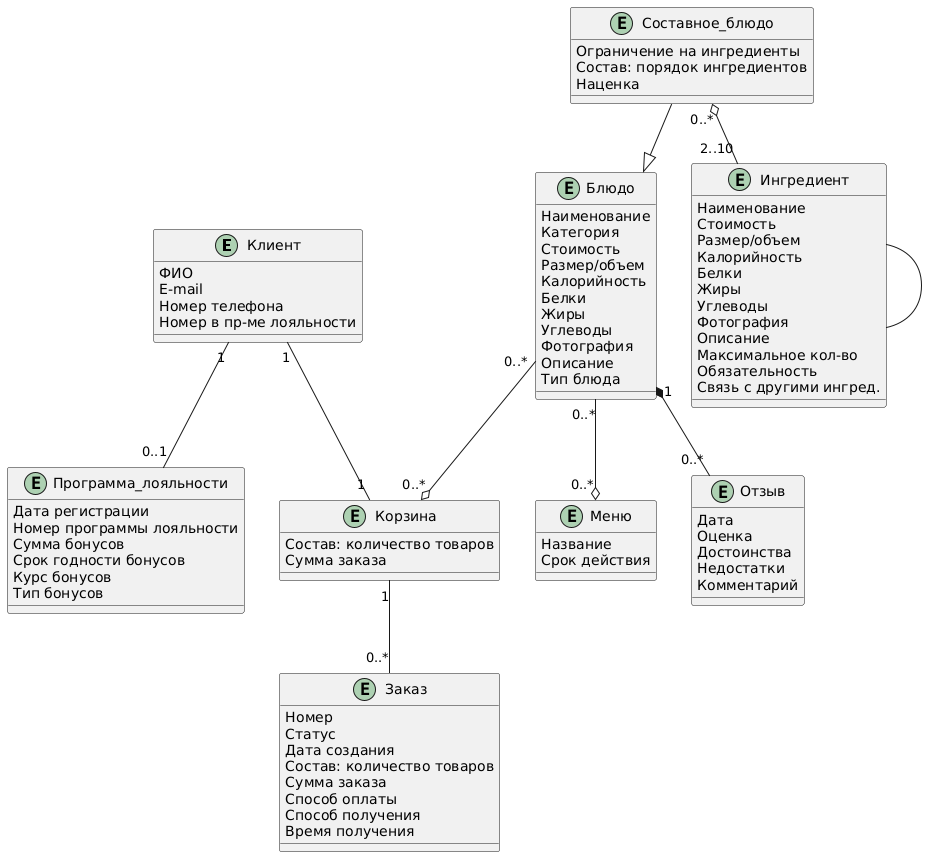 E Составное_блюдо
Ограничение на ингредиенты
Состав: порядок ингредиентов
Наценка
0..*
2..10
E Блюдо
Наименование
Категория
Стоимость
Размер/объем
Калорийность
Белки
Жиры
Углеводы
Фотография
Описание
Тип блюда
E Ингредиент
Наименование
Стоимость
Размер/объем
Калорийность
Белки
Жиры
Углеводы
Фотография
Описание
Максимальное кол-во
Обязательность
Связь с другими ингред.
E Клиент
ФИО
E-mail
Номер телефона
Номер в пр-ме лояльности
1
1
0..*
0..*
1
0..1
1
0..*
0..*
0..*
E Программа_лояльности
Дата регистрации
Номер программы лояльности
Сумма бонусов
Срок годности бонусов
Курс бонусов
Тип бонусов
E Корзина
Состав: количество товаров
Сумма заказа
E Меню
Название
Срок действия
E Отзыв
Дата
Оценка
Достоинства
Недостатки
Комментарий
1
0..*
E Заказ
Номер
Статус
Дата создания
Состав: количество товаров
Сумма заказа
Способ оплаты
Способ получения
Время получения